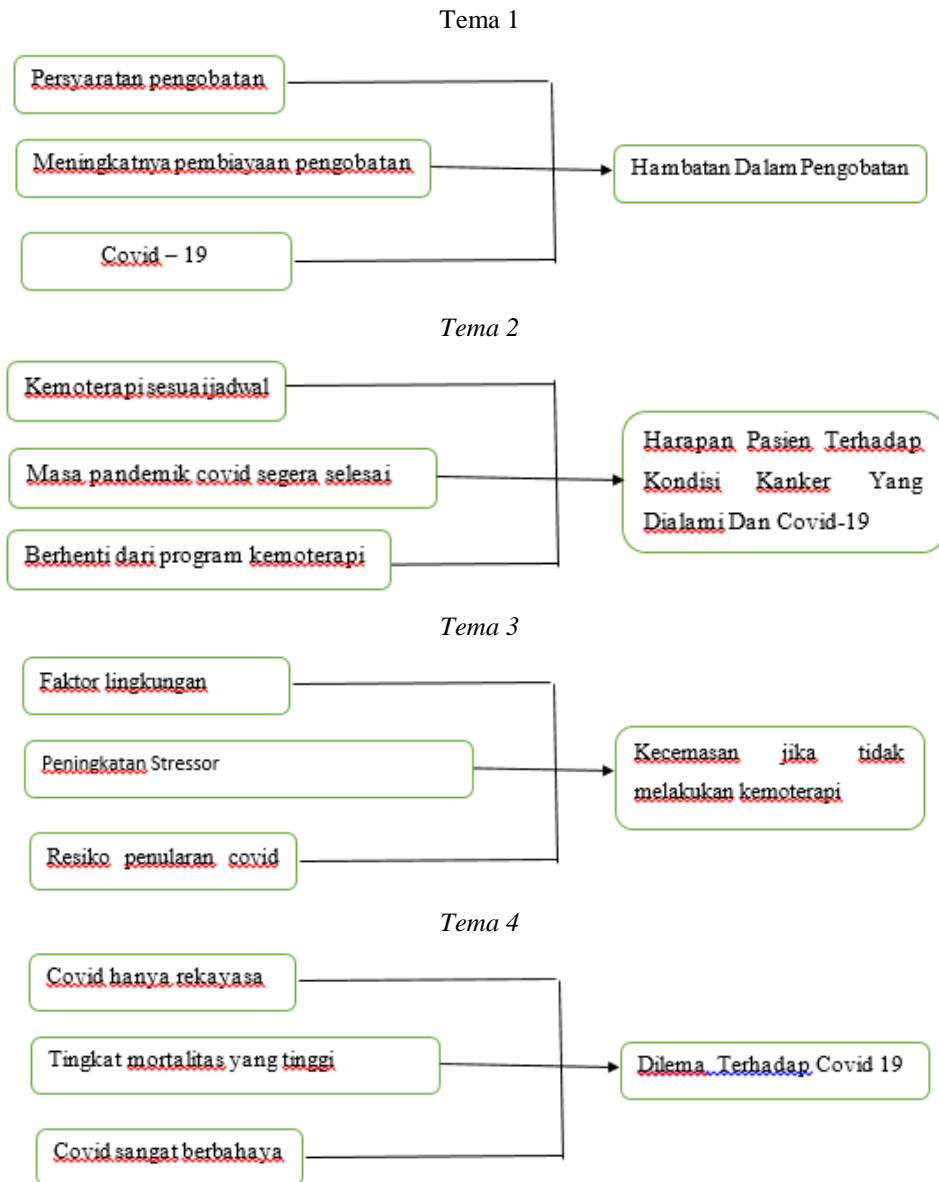 Tema 1
Persyaratan pengobatan
Meningkatnya pembiayaan pengobatan
Hambatan Dalam Pengobatan
Covid – 19
Tema 2
Kemoterapi sesuaijadwal
Masa pandemik covid segera selesai
Berhenti dari program kemoterapi
Harapan Pasien Terhadap
Kondisi Kanker Yang
Dialami Dan Covid-19
Tema 3
Faktor lingkungan
Peningkatan Stressor
Resiko penularan covid
Kecemasan jika tidak
melakukan kemoterapi
Tema 4
Covid hanya rekayasa
Tingkat mortalitas yang tinggi
Covid sangat berbahaya
Dilema Terhadap Covid 19